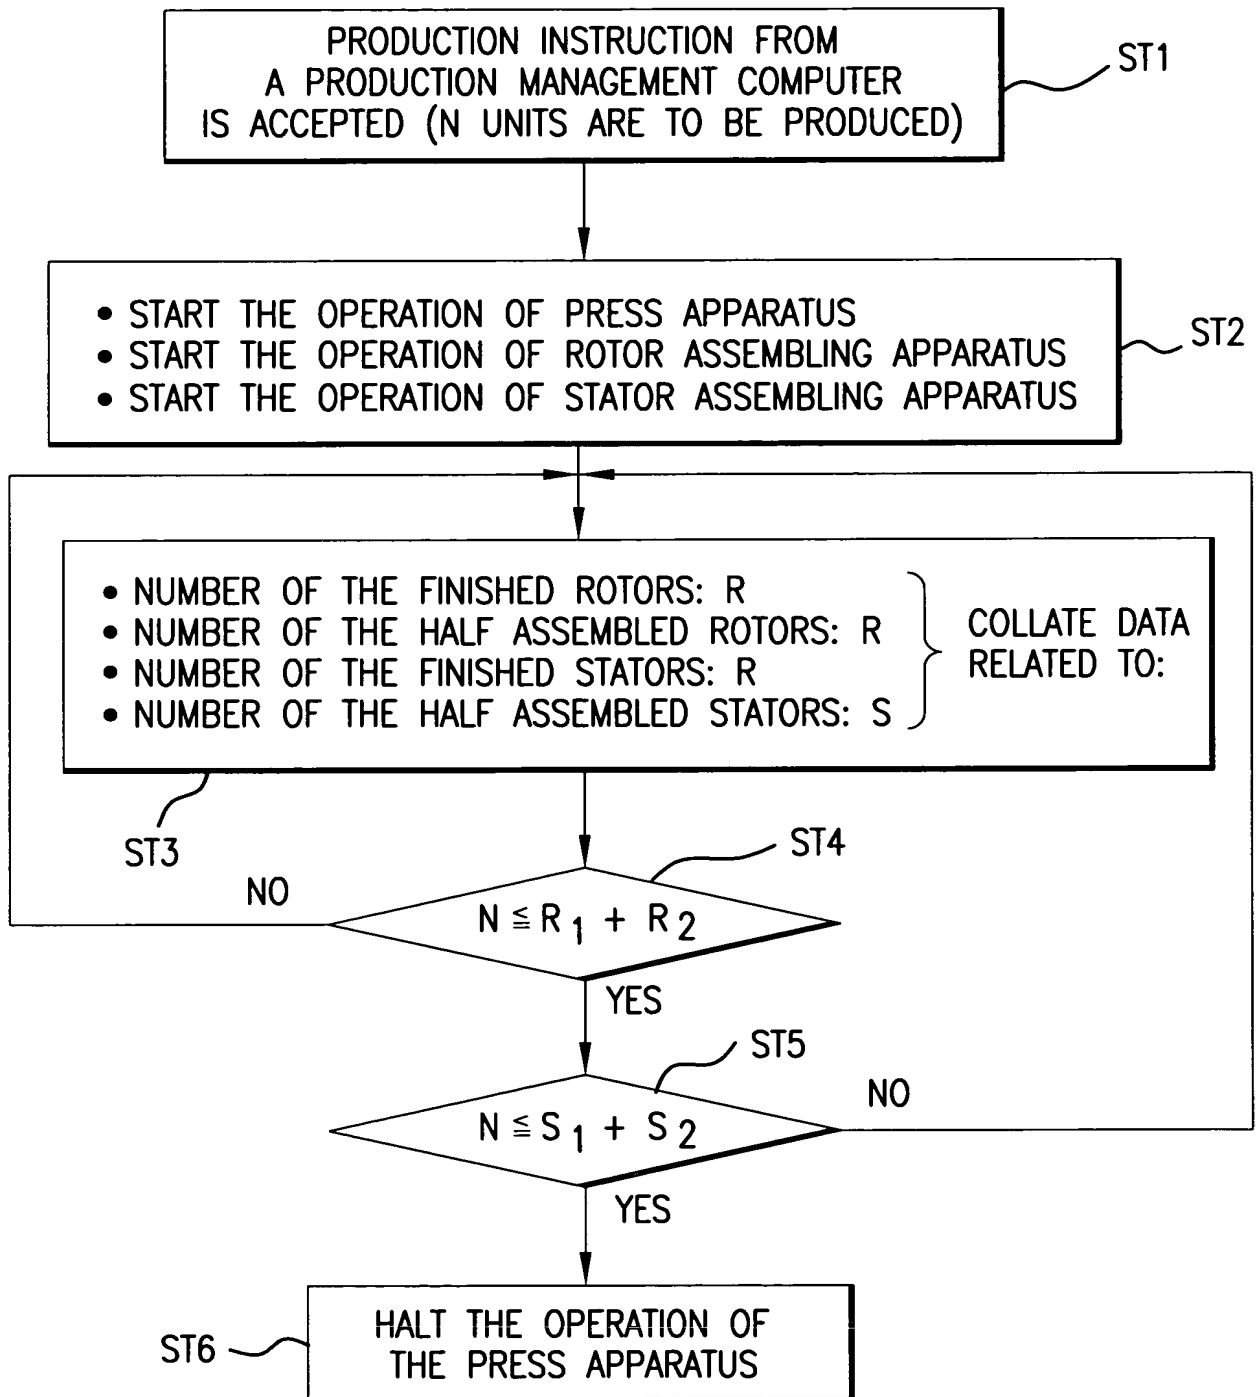 PRODUCTION INSTRUCTION FROM
A PRODUCTION MANAGEMENT COMPUTER
IS ACCEPTED (N UNITS ARE TO BE PRODUCED)
ST1
• START THE OPERATION OF PRESS APPARATUS
• START THE OPERATION OF ROTOR ASSEMBLING APPARATUS
• START THE OPERATION OF STATOR ASSEMBLING APPARATUS
ST2
• NUMBER OF THE FINISHED ROTORS: R
• NUMBER OF THE HALF ASSEMBLED ROTORS: R
• NUMBER OF THE FINISHED STATORS: R
• NUMBER OF THE HALF ASSEMBLED STATORS: S
COLLATE DATA
RELATED TO:
ST3
ST4
NO
N ≦ R1 + R2
YES
ST5
NO
N ≦ S1 + S2
YES
HALT THE OPERATION OF
THE PRESS APPARATUS
ST6